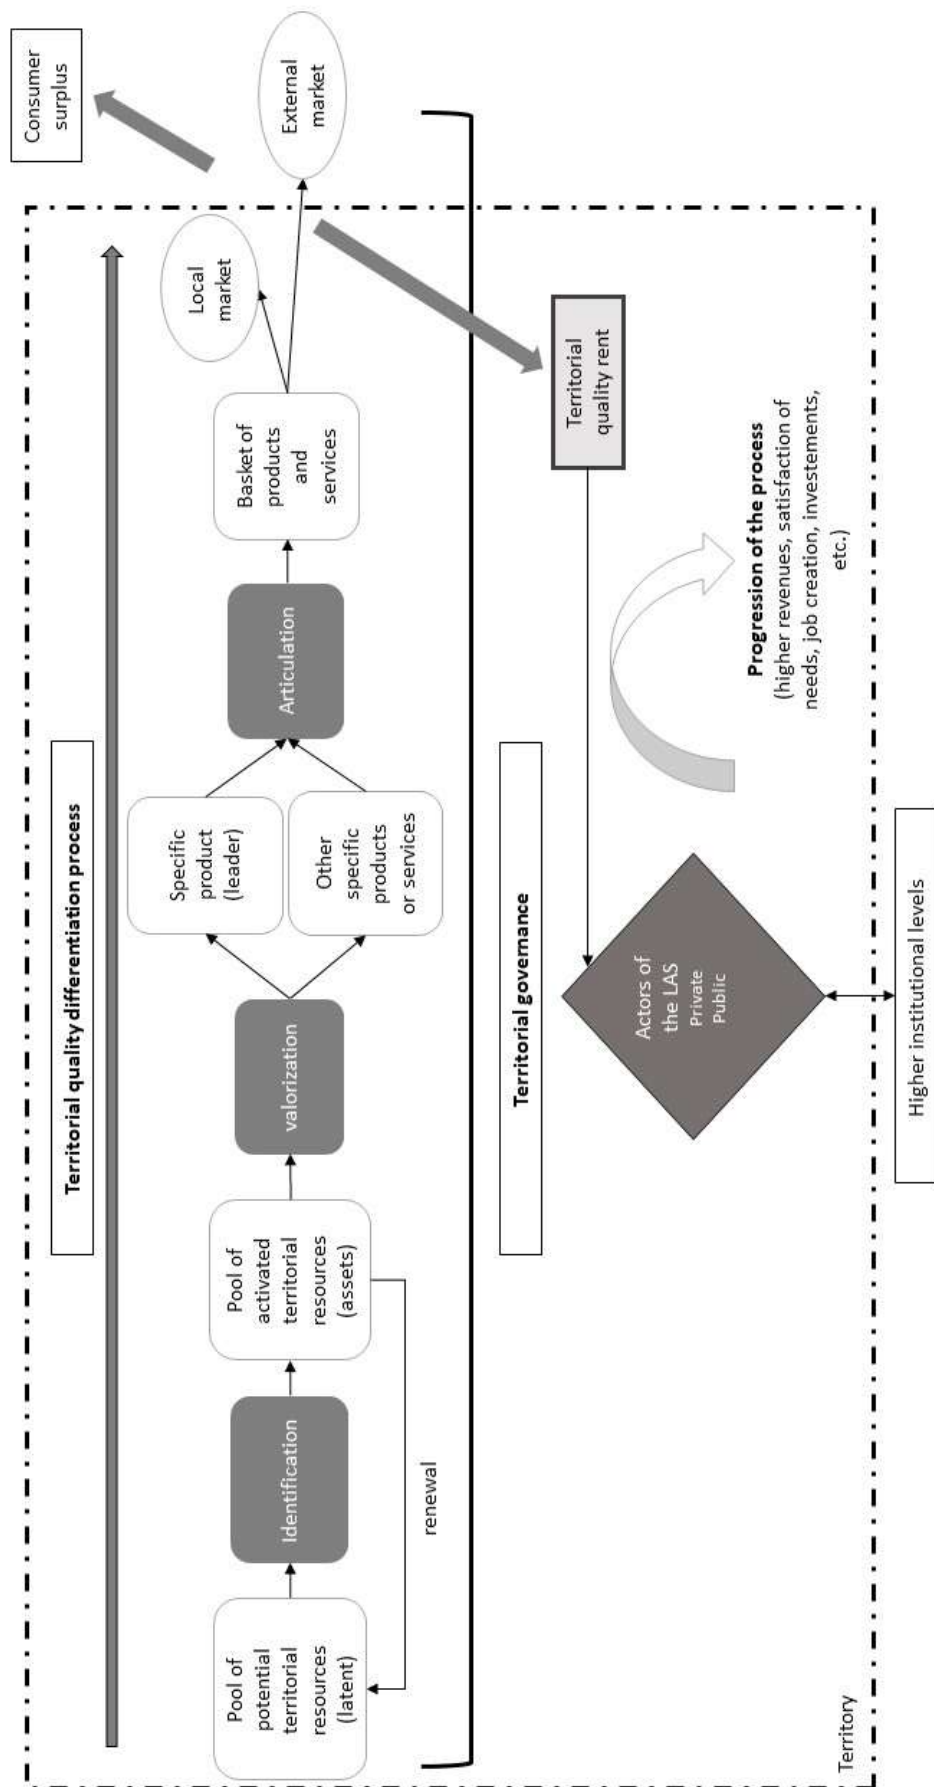 Consumer
surplus
Territorial quality differentiation process
Pool of
potential
territorial
resources
(latent)
Identification
Pool of
activated
territorial
resources
(assets)
renewal
valorization
Specific
product
(leader)
Other
specific
products
or services
Articulation
Basket of
products
and
services
Local
market
External
market
Territorial governance
Territorial
quality rent
Actors of
the LAS
Private
Public
Progression of the process
(higher revenues, satisfaction of
needs, job creation, investements,
etc.)
Territory
Higher institutional levels